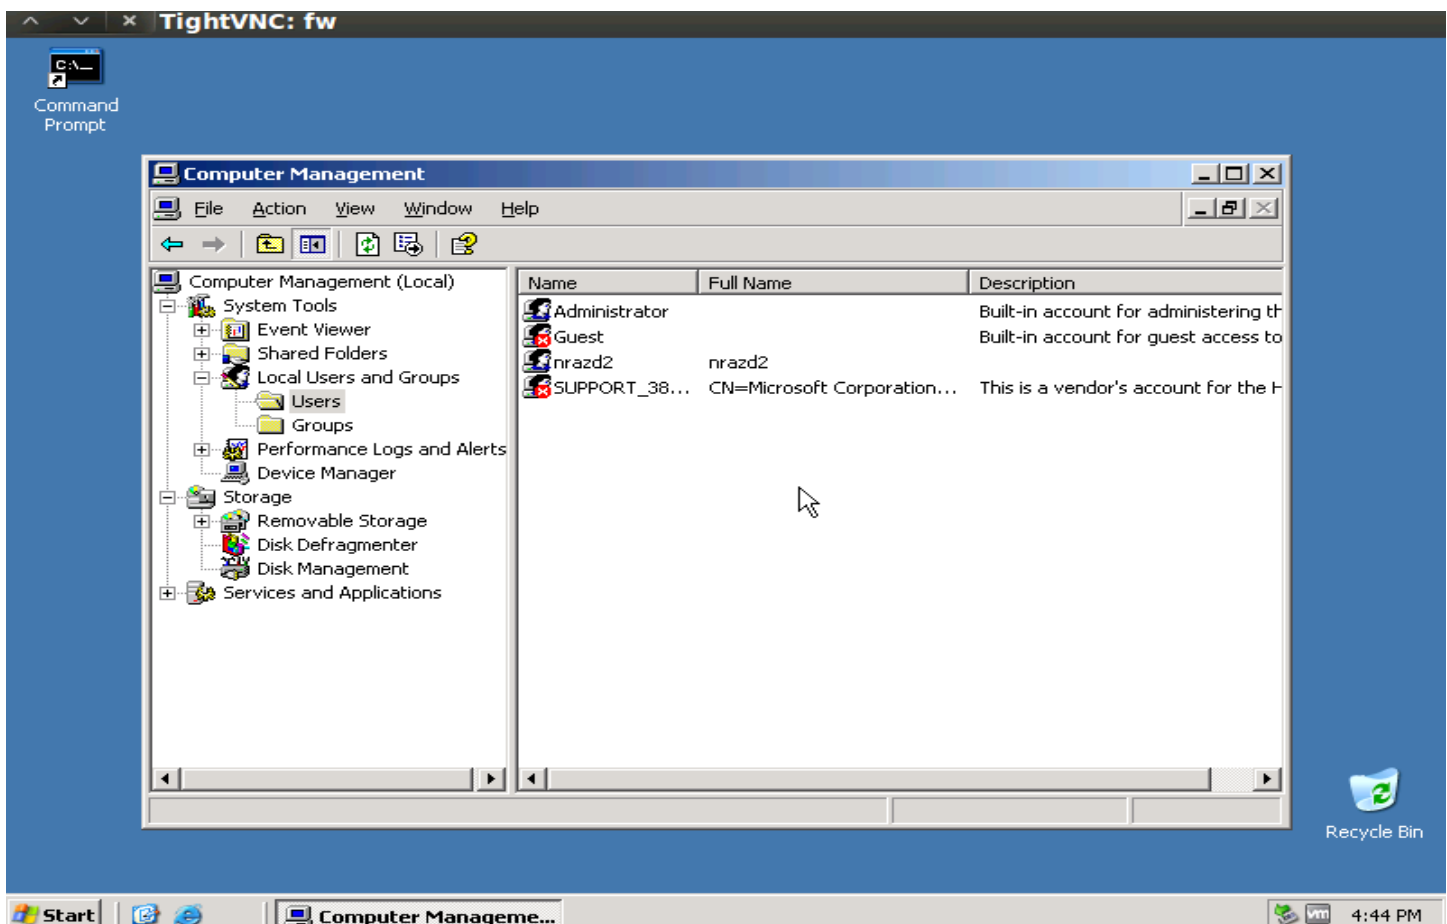 TightVNC: fw
C:\_
Command
Prompt
Computer Management
File Action View Window Help
Computer Management (Local)
System Tools
Event Viewer
Shared Folders
Local Users and Groups
Users
Groups
Performance Logs and Alerts
Device Manager
Storage
Removable Storage
Disk Defragmenter
Disk Management
Services and Applications
Name Full Name Description
Administrator Built-in account for administering th
Guest Built-in account for guest access to
nrazd2 nrazd2
SUPPORT_38... CN=Microsoft Corporation... This is a vendor's account for the H
Recycle Bin
Start Computer Manageme... vm 4:44 PM